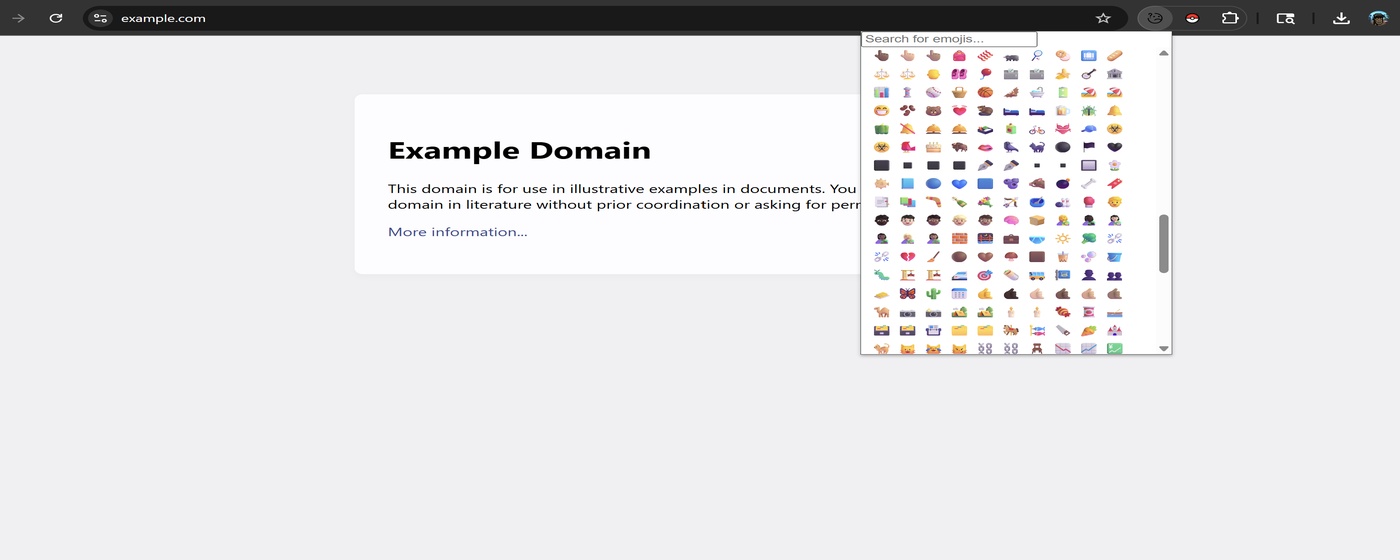 example.com
Search for emojis...
Example Domain
This domain is for use in illustrative examples in documents. You
domain in literature without prior coordination or asking for
More information...